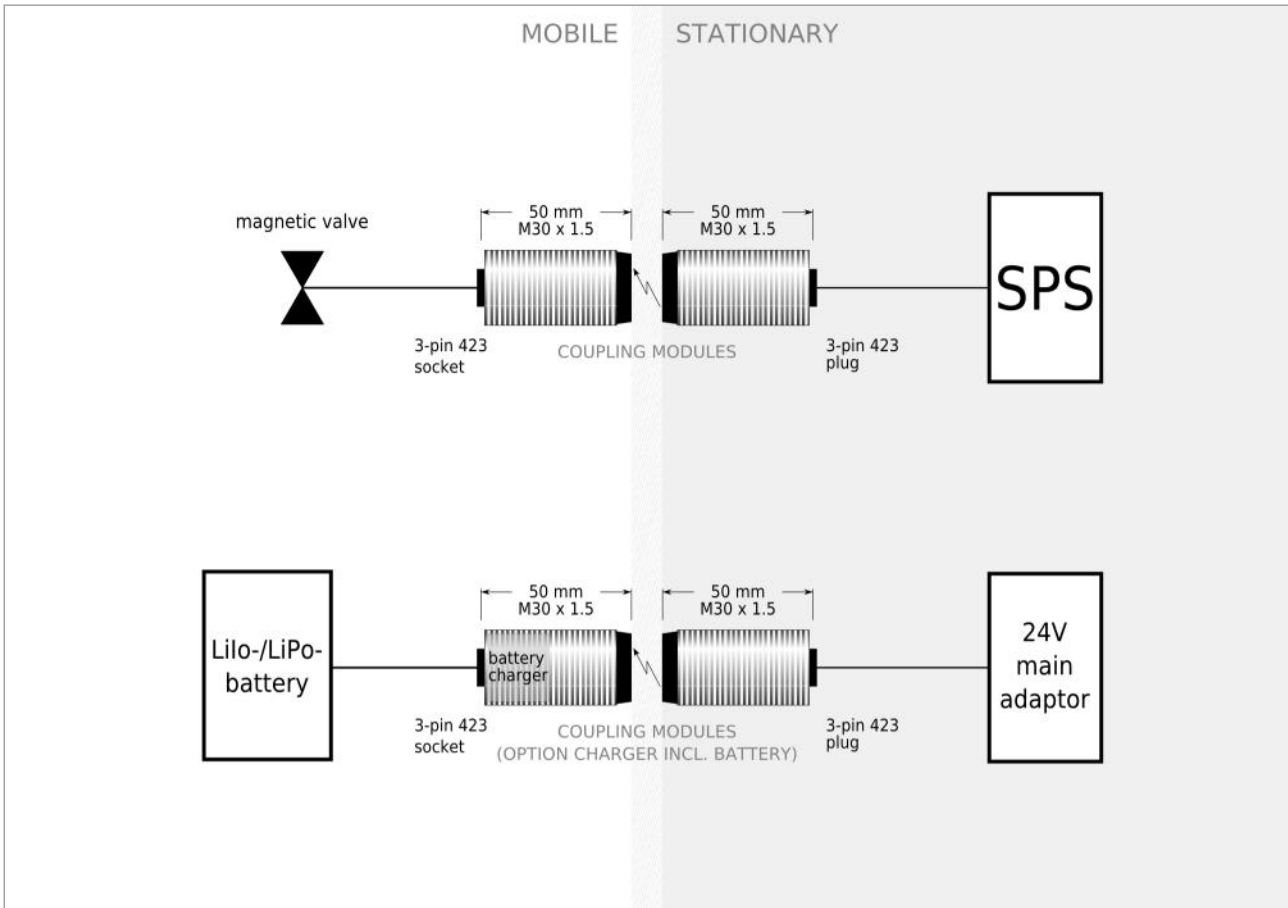 MOBILE
STATIONARY
magnetic valve
50 mm
M30 x 1.5
50 mm
M30 x 1.5
SPS
3-pin 423
socket
COUPLING MODULES
3-pin 423
plug
LiIo-/LiPo-
battery
50 mm
M30 x 1.5
battery
charger
50 mm
M30 x 1.5
24V
main
adaptor
3-pin 423
socket
COUPLING MODULES
(OPTION CHARGER INCL. BATTERY)
3-pin 423
plug